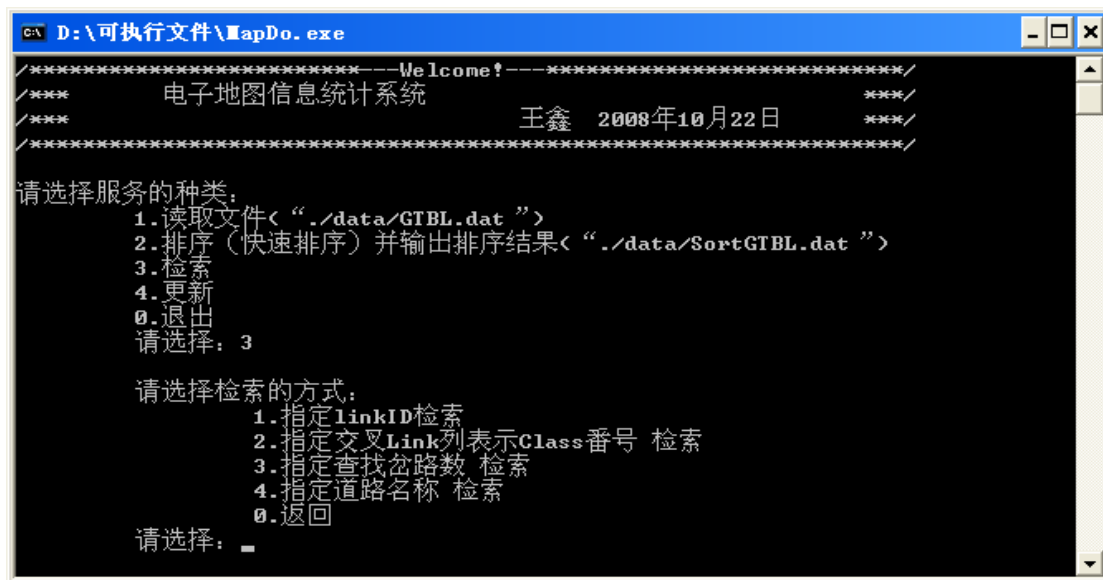 D:\可执行文件\MapDo.exe
/*************************---Welcome!---***************************/
/*** 电子地图信息统计系统 ***/
/*** 王鑫 2008年10月22日 ***/
/******************************************************************/
请选择服务的种类：
1.读取文件(“./data/GTBL.dat ”)
2.排序（快速排序）并输出排序结果(“./data/SortGTBL.dat ”)
3.检索
4.更新
0.退出
请选择：3
请选择检索的方式：
1.指定linkID检索
2.指定交叉Link列表示Class番号 检索
3.指定查找岔路数 检索
4.指定道路名称 检索
0.返回
请选择：